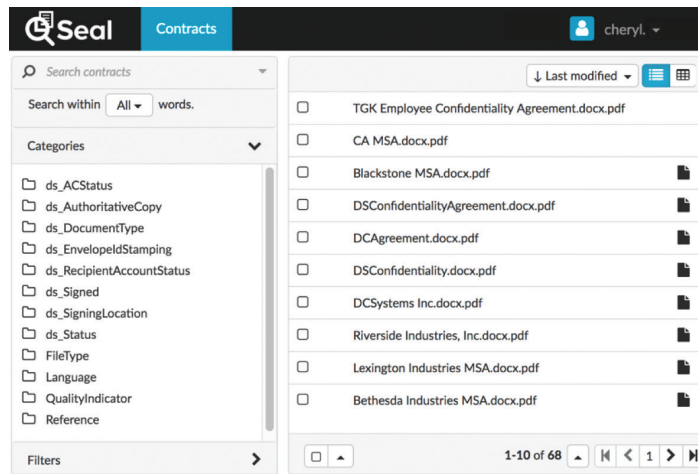 Seal
Contracts
cheryl.
Search contracts
Search within All words.
Categories
ds_ACStatus
ds_AuthoritativeCopy
ds_DocumentType
ds_EnvelopeIdStamping
ds_RecipientAccountStatus
ds_Signed
ds_SigningLocation
ds_Status
FileType
Language
QualityIndicator
Reference
Filters
↓ Last modified
TGK Employee Confidentiality Agreement.docx.pdf
CA MSA.docx.pdf
Blackstone MSA.docx.pdf
DSConfidentialityAgreement.docx.pdf
DCAgreement.docx.pdf
DSConfidentiality.docx.pdf
DCSystems Inc.docx.pdf
Riverside Industries, Inc.docx.pdf
Lexington Industries MSA.docx.pdf
Bethesda Industries MSA.docx.pdf
1-10 of 68 1